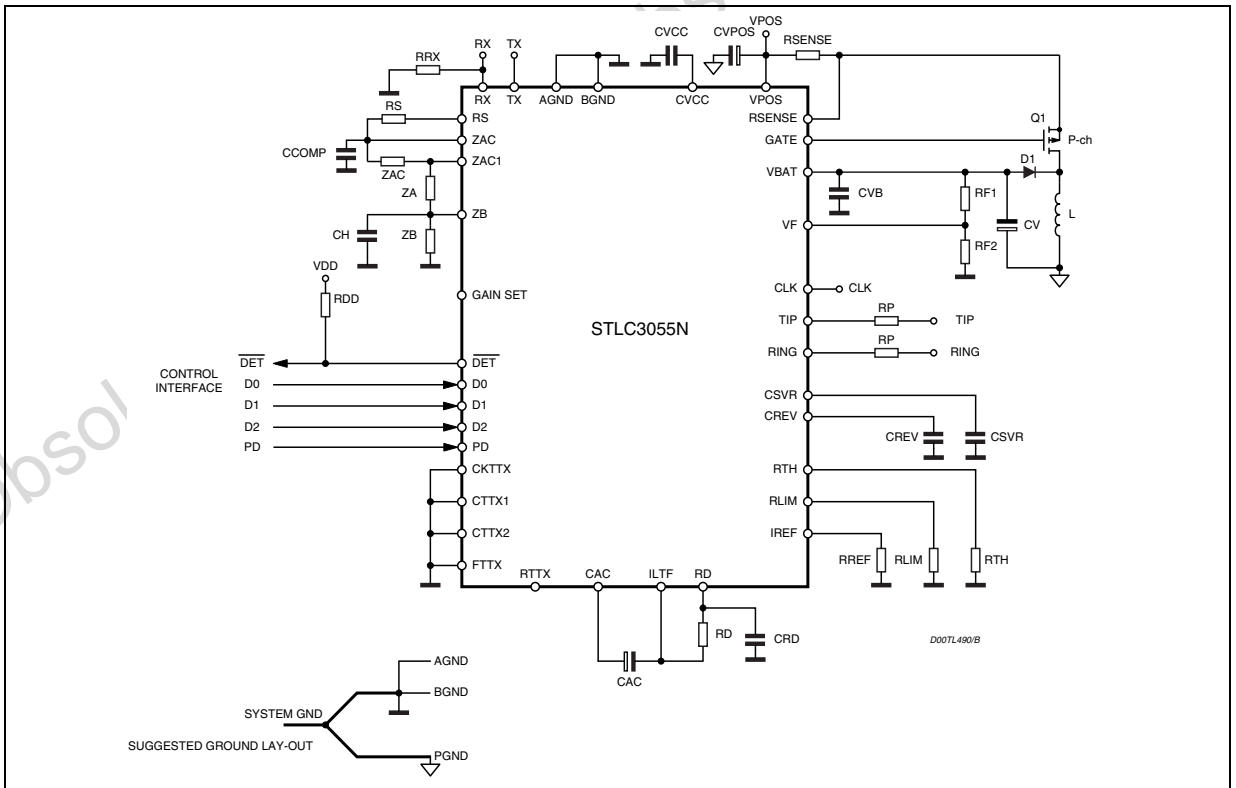 VPOS
RX TX CVCC CVPOS RSENSE
RRX
RX TX AGND BGND CVCC VPOS
RS RS RSENSE
Q1
CCOMP ZAC GATE P-ch
ZAC ZAC1 D1
VBAT
ZA CVB RF1
ZB VF CV L
CH ZB RF2
VDD
CLK CLK
RDD GAIN SET
RP
STLC3055N TIP TIP
RP
RING RING
DET DET
CONTROL INTERFACE
D0 D0 CSVR
D1 D1 CREV
D2 D2 CREV CSVR
PD PD
CKTTX RTH
CTTX1 RLIM
CTTX2 IREF
RREF RLIM RTH
FTTX
RTTX CAC ILTF RD
RD CRD
D00TL490/B
CAC
AGND
BGND
SYSTEM GND
SUGGESTED GROUND LAY-OUT
PGND